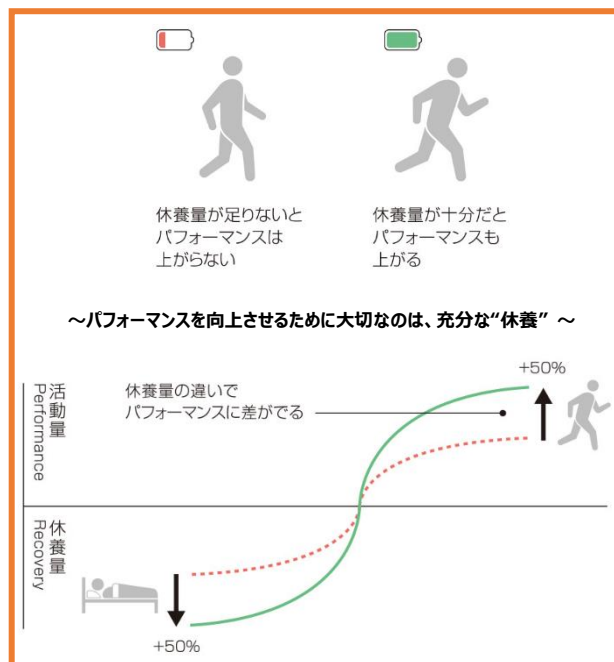 休養量が足りないと
パフォーマンスは
上がらない
休養量が十分だと
パフォーマンスも
上がる
～パフォーマンスを向上させるために大切なのは、充分な“休養” ～
+50%
活動量
Performance
休養量の違いで
パフォーマンスに差がでる
休養量
Recovery
+50%